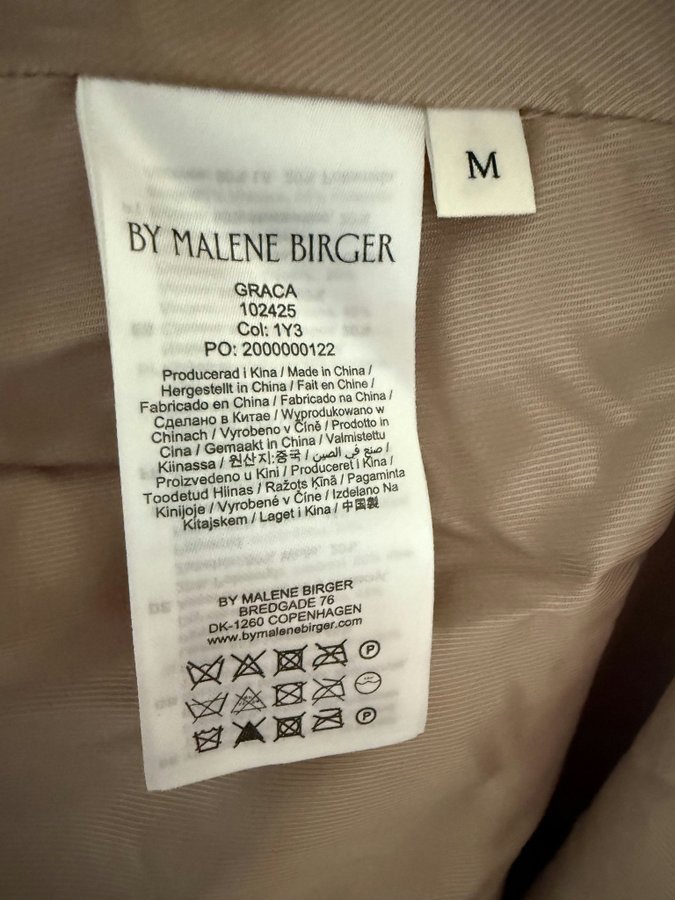 M
BY MALENE BIRGER
GRACA
102425
Col: 1Y3
PO: 2000000122
Producerad i Kina / Made in China /
Hergestellt in China / Fait en Chine /
Fabricado en China / Fabricado na China /
Сделано в Китае / Wyprodukowano w
Chinach / Vyrobeno v Číně / Prodotto in
Cina / Gemaakt in China / Valmistettu
Kiinassa / 원산지:중국 / صنع في الصين /
Proizvedeno u Kini / Produceret i Kina /
Toodetud Hiinas / Ražots Ķīnā / Pagaminta
Kinijoje / Vyrobené v Číne / Izdelano Na
Kitajskem / Laget i Kina / 中国製
BY MALENE BIRGER
BREDGADE 76
DK-1260 COPENHAGEN
www.bymalenebirger.com
P
P